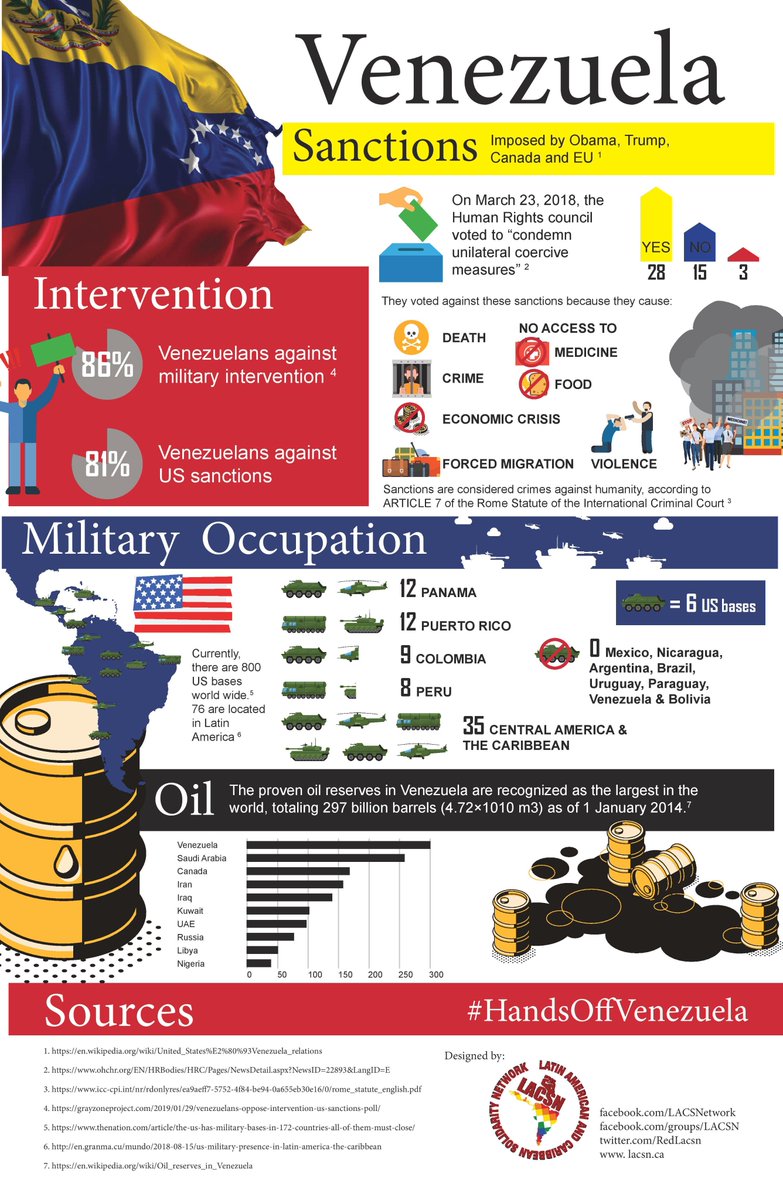 Venezuela
Sanctions
Imposed by Obama, Trump,
Canada and EU 1
On March 23, 2018, the
Human Rights council
voted to “condemn
unilateral coercive
measures” 2
YES
NO
28
15
3
They voted against these sanctions because they cause:
DEATH
CRIME
ECONOMIC CRISIS
FORCED MIGRATION
NO ACCESS TO
MEDICINE
FOOD
VIOLENCE
Sanctions are considered crimes against humanity, according to
ARTICLE 7 of the Rome Statute of the International Criminal Court 3
Intervention
86%
Venezuelans against
military intervention 4
81%
Venezuelans against
US sanctions
Military Occupation
Currently,
there are 800
US bases
world wide.5
76 are located
in Latin
America 6
12 PANAMA
12 PUERTO RICO
9 COLOMBIA
8 PERU
35 CENTRAL AMERICA &
THE CARIBBEAN
= 6 US bases
0 Mexico, Nicaragua,
Argentina, Brazil,
Uruguay, Paraguay,
Venezuela & Bolivia
Oil
The proven oil reserves in Venezuela are recognized as the largest in the
world, totaling 297 billion barrels (4.72×1010 m3) as of 1 January 2014.7
Venezuela
Saudi Arabia
Canada
Iran
Iraq
Kuwait
UAE
Russia
Libya
Nigeria
0 50 100 150 200 250 300
Sources
#HandsOffVenezuela
1. https://en.wikipedia.org/wiki/United_States%E2%80%93Venezuela_relations
2. https://www.ohchr.org/EN/HRBodies/HRC/Pages/NewsDetail.aspx?NewsID=22893&LangID=E
3. https://www.icc-cpi.int/nr/rdonlyres/ea9aeff7-5752-4f84-be94-0a655eb30e16/0/rome_statute_english.pdf
4. https://grayzoneproject.com/2019/01/29/venezuelans-oppose-intervention-us-sanctions-poll/
5. https://www.thenation.com/article/the-us-has-military-bases-in-172-countries-all-of-them-must-close/
6. http://en.granma.cu/mundo/2018-08-15/us-military-presence-in-latin-america-the-caribbean
7. https://en.wikipedia.org/wiki/Oil_reserves_in_Venezuela
Designed by:
LATIN AMERICAN AND CARIBBEAN SOLIDARITY NETWORK
LACSN
facebook.com/LACSNetwork
facebook.com/groups/LACSN
twitter.com/RedLacsn
www. lacsn.ca